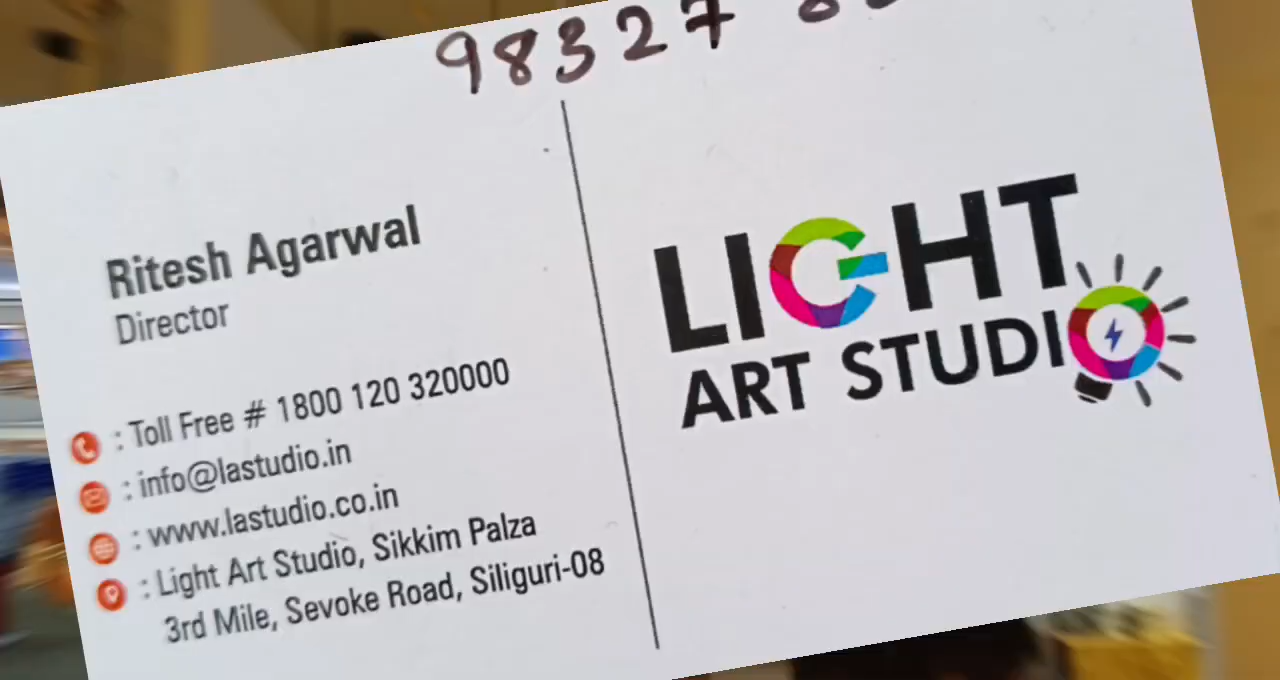 98327
Ritesh Agarwal
Director
: Toll Free # 1800 120 320000
: info@lastudio.in
: www.lastudio.co.in
: Light Art Studio, Sikkim Palza
3rd Mile, Sevoke Road, Siliguri-08
LIGHT
ART STUDIO